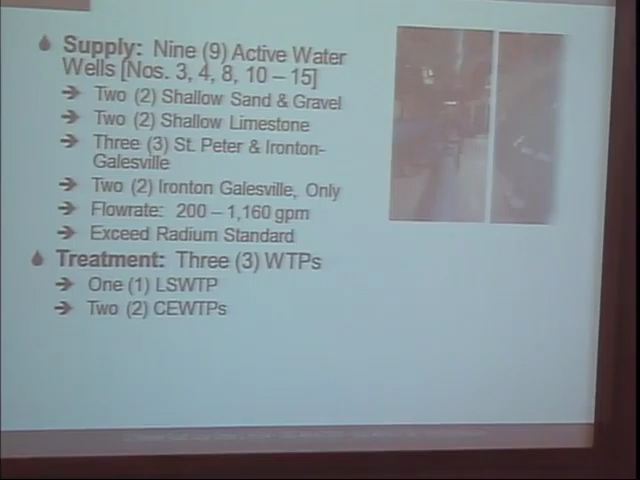 Supply: Nine (9) Active Water
Wells [Nos. 3, 4, 8, 10 – 15]
Two (2) Shallow Sand & Gravel
Two (2) Shallow Limestone
Three (3) St. Peter & Ironton-
Galesville
Two (2) Ironton Galesville, Only
Flowrate: 200 – 1,160 gpm
Exceed Radium Standard
Treatment: Three (3) WTPs
One (1) LSWTP
Two (2) CEWTPs